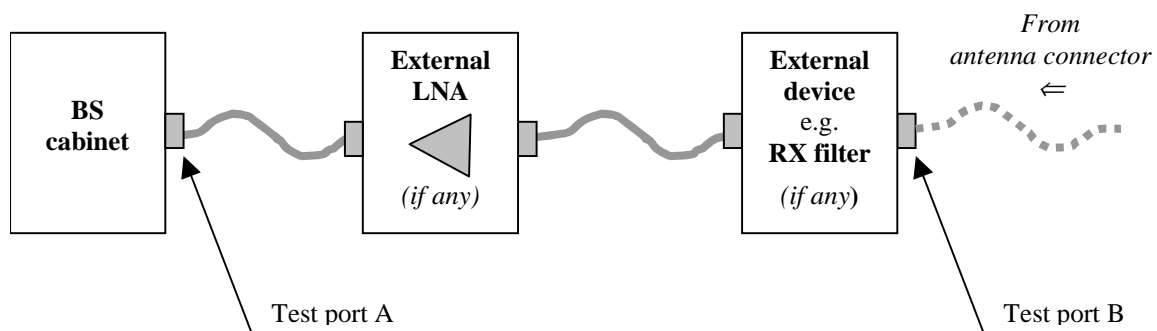 BS
cabinet
External
LNA
(if any)
External
device
e.g.
RX filter
(if any)
From
antenna connector
⇐
Test port A
Test port B